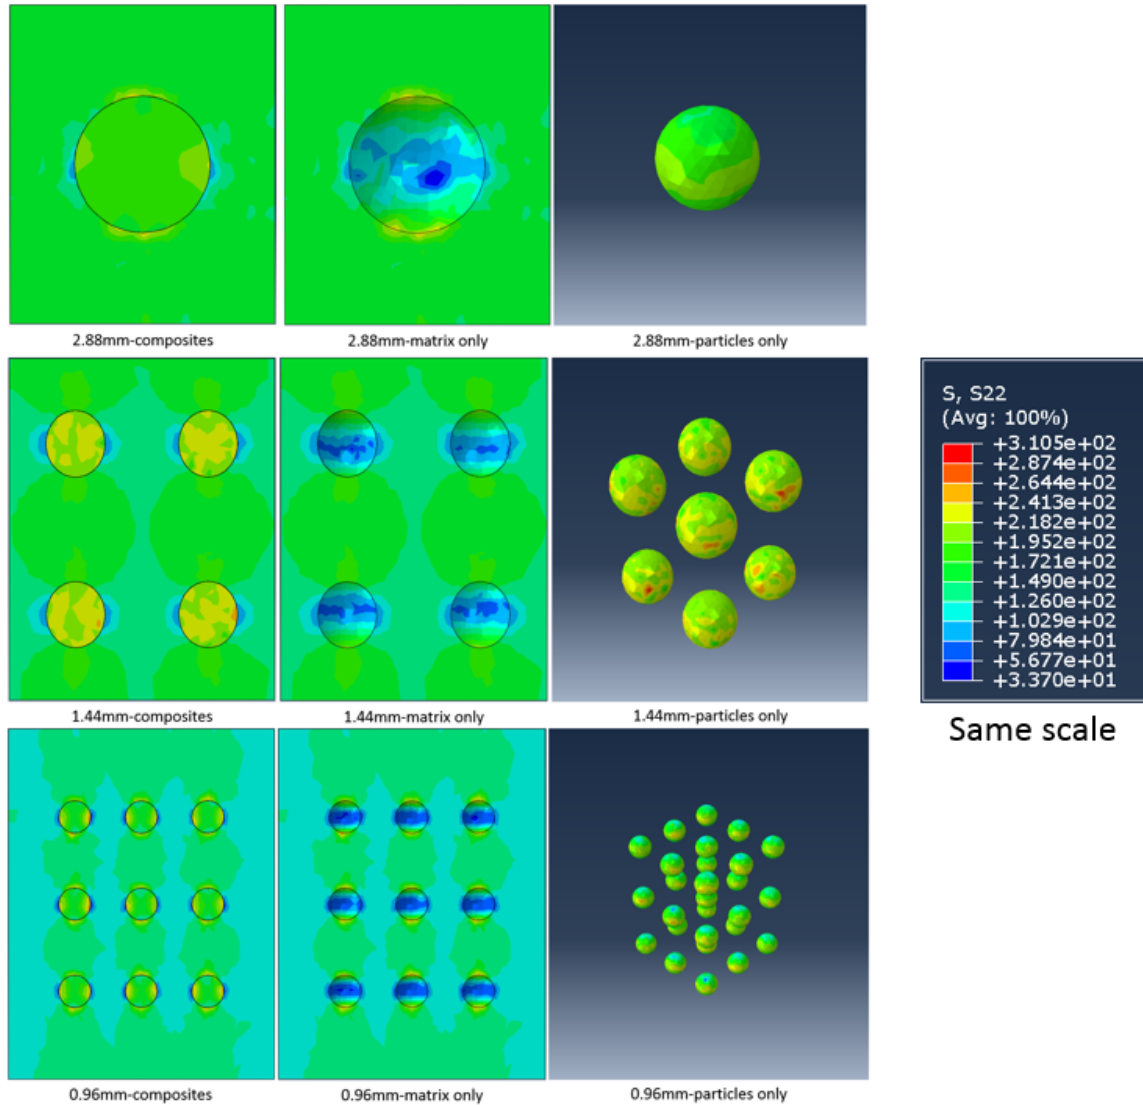 2.88mm-composites 2.88mm-matrix only 2.88mm-particles only
S, S22
(Avg: 100%)
+3.105e+02
+2.874e+02
+2.644e+02
+2.413e+02
+2.182e+02
+1.952e+02
+1.721e+02
+1.490e+02
+1.260e+02
+1.029e+02
+7.984e+01
+5.677e+01
+3.370e+01
Same scale
1.44mm-composites 1.44mm-matrix only 1.44mm-particles only
0.96mm-composites 0.96mm-matrix only 0.96mm-particles only